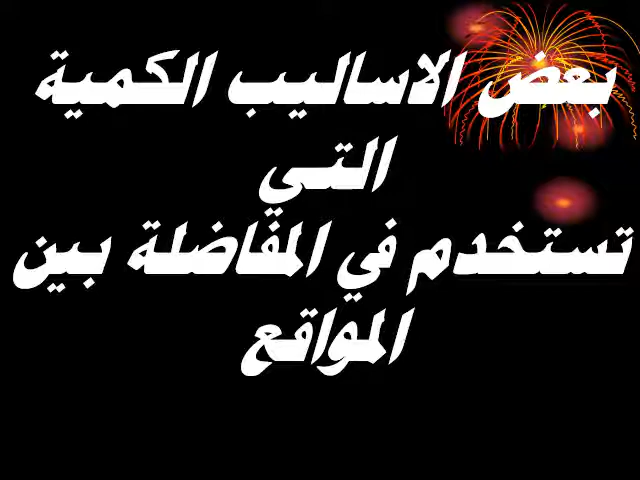 بعض الاساليب الكمية
التي
تستخدم في المفاضلة بين
المواقع